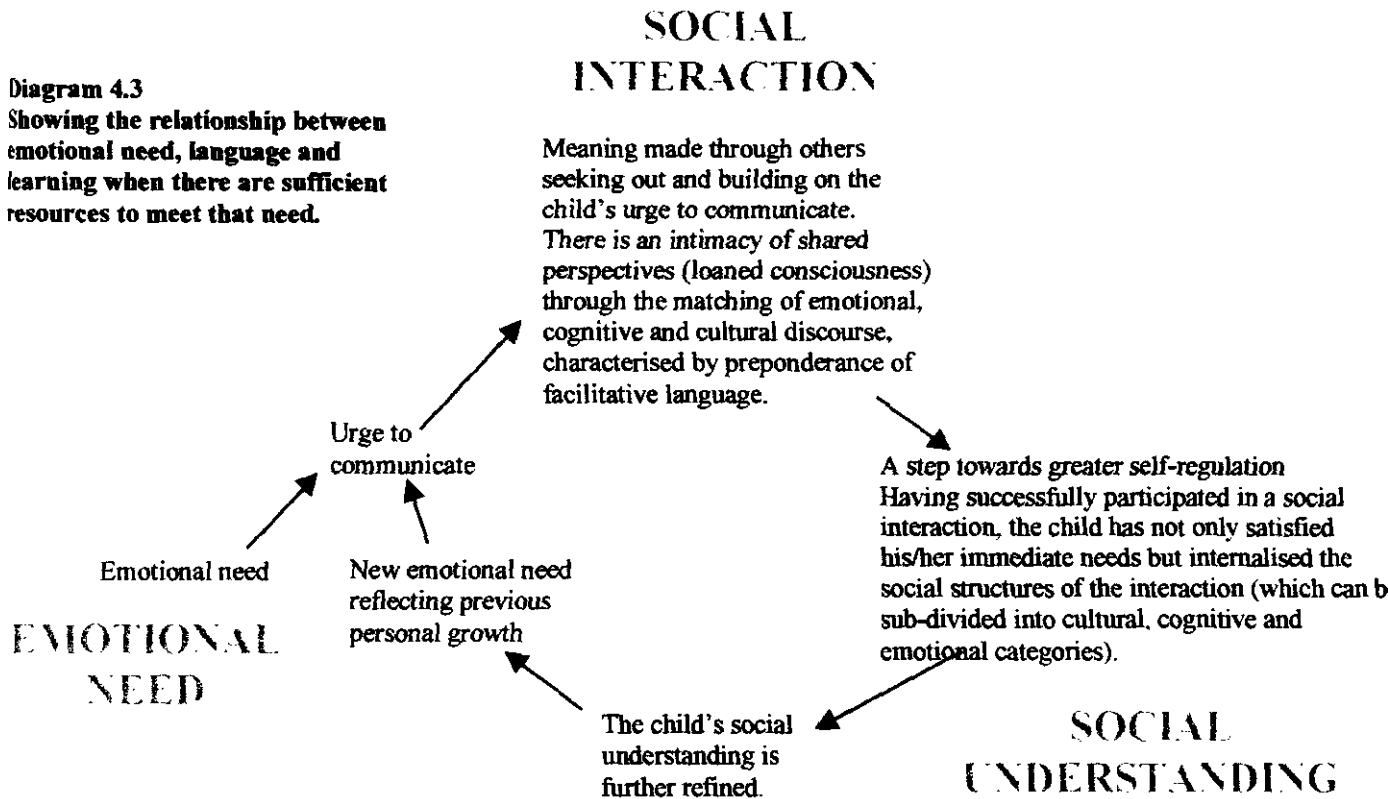 SOCIAL
INTERACTION
Diagram 4.3
Showing the relationship between
emotional need, language and
learning when there are sufficient
resources to meet that need.
Meaning made through others
seeking out and building on the
child's urge to communicate.
There is an intimacy of shared
perspectives (loaned consciousness)
through the matching of emotional,
cognitive and cultural discourse,
characterised by preponderance of
facilitative language.
Urge to
communicate
A step towards greater self-regulation
Having successfully participated in a social
interaction, the child has not only satisfied
his/her immediate needs but internalised the
social structures of the interaction (which can b
sub-divided into cultural, cognitive and
emotional categories).
Emotional need
New emotional need
reflecting previous
personal growth
EMOTIONAL
NEED
The child's social
understanding is
further refined.
SOCIAL
UNDERSTANDING